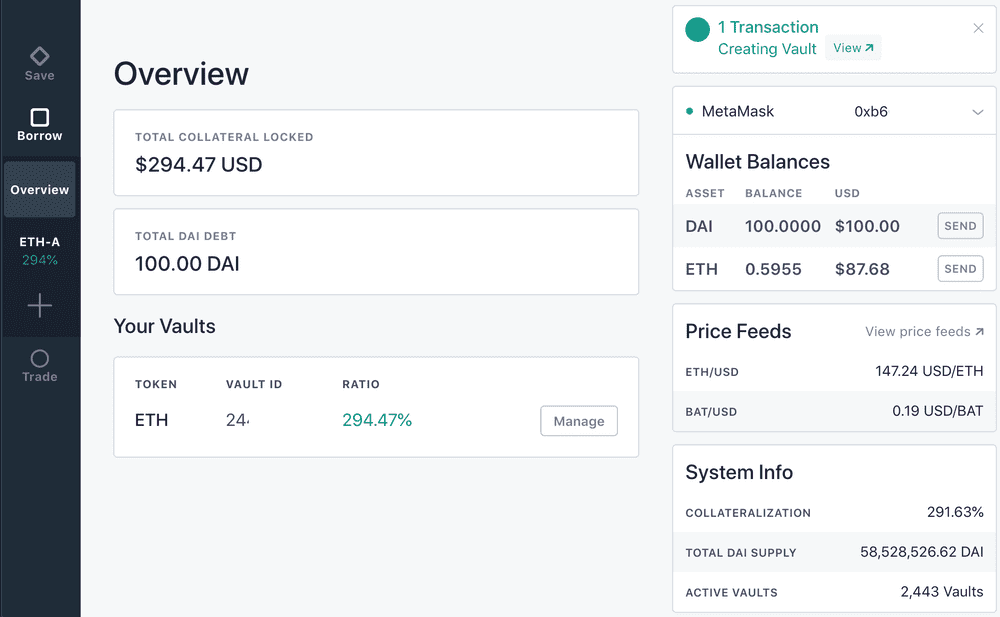 Save
Borrow
Overview
ETH-A
294%
Trade
Overview
TOTAL COLLATERAL LOCKED
$294.47 USD
TOTAL DAI DEBT
100.00 DAI
Your Vaults
TOKEN VAULT ID RATIO
ETH 24 294.47% Manage
1 Transaction
Creating Vault View
MetaMask 0xb6
Wallet Balances
ASSET BALANCE USD
DAI 100.0000 $100.00 SEND
ETH 0.5955 $87.68 SEND
Price Feeds View price feeds
ETH/USD 147.24 USD/ETH
BAT/USD 0.19 USD/BAT
System Info
COLLATERALIZATION 291.63%
TOTAL DAI SUPPLY 58,528,526.62 DAI
ACTIVE VAULTS 2,443 Vaults